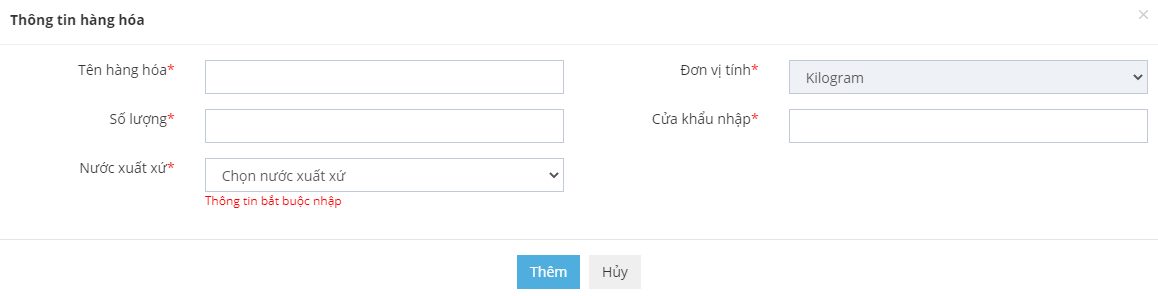 Thông tin hàng hóa
×
Tên hàng hóa*
Đơn vị tính*
Kilogram
Số lượng*
Cửa khẩu nhập*
Nước xuất xứ*
Chọn nước xuất xứ
Thông tin bắt buộc nhập
Thêm
Hủy